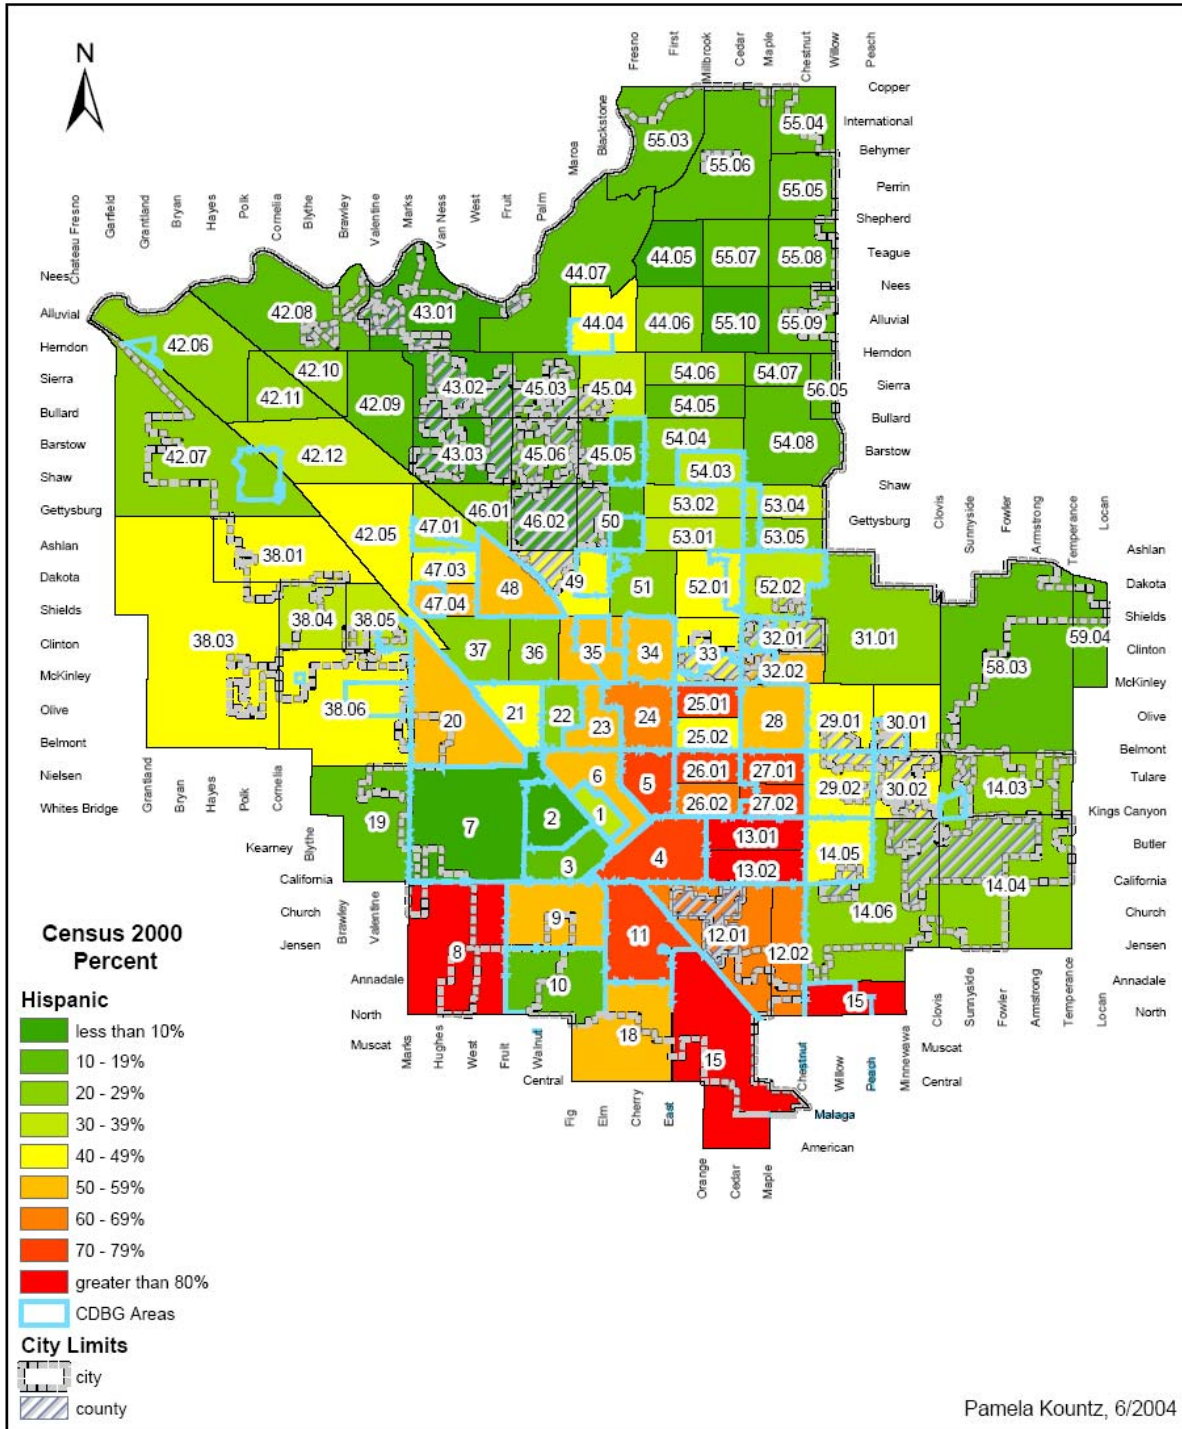 N
Fresno
First
Millbrook
Cedar
Maple
Chestnut
Willow
Peach
Blackstone
Maroa
Copper
International
Behymer
Perrin
Shepherd
Teague
Nees
Alluvial
Herndon
Sierra
Bullard
Barstow
Shaw
Gettysburg
Chateau Fresno
Garfield
Grantland
Bryan
Hayes
Polk
Cornelia
Blythe
Brawley
Valentine
Marks
Van Ness
West
Fruit
Palm
Nees
Alluvial
Herndon
Sierra
Bullard
Barstow
Shaw
Gettysburg
Ashlan
Dakota
Shields
Clinton
McKinley
Olive
Belmont
Nielsen
Whites Bridge
Kearney
California
Church
Jensen
Annadale
North
Muscat
Central
Grantland
Bryan
Hayes
Polk
Cornelia
Blythe
Brawley
Valentine
Clovis
Sunnyside
Fowler
Armstrong
Temperance
Locan
Ashlan
Dakota
Shields
Clinton
McKinley
Olive
Belmont
Tulare
Kings Canyon
Butler
California
Church
Jensen
Annadale
North
Muscat
Central
Malaga
American
55.03
55.04
55.06
55.05
44.07
44.05
55.07
55.08
44.04
44.06
55.10
55.09
42.08
43.01
42.06
42.10
42.11
42.09
43.02
45.03
45.04
54.06
54.07
56.05
54.05
42.07
42.12
43.03
45.06
45.05
54.04
54.08
54.03
42.05
47.01
46.01
46.02
50
53.02
53.04
53.01
53.05
38.01
47.03
48
49
51
52.01
52.02
47.04
38.03
38.04
38.05
37
36
35
34
33
32.01
32.02
31.01
58.03
59.04
38.06
20
21
22
23
24
25.01
25.02
28
29.01
30.01
6
5
26.01
27.01
26.02
27.02
29.02
30.02
14.03
19
7
2
1
3
4
13.01
13.02
14.05
14.04
14.06
8
9
11
12.01
12.02
10
15
18
15
Marks
Hughes
West
Fruit
Walnut
Fig
Elm
Cherry
East
Orange
Cedar
Maple
Chestnut
Willow
Peach
Minnewawa
Clovis
Sunnyside
Fowler
Armstrong
Temperance
Locan
Census 2000
Percent
Hispanic
less than 10%
10 - 19%
20 - 29%
30 - 39%
40 - 49%
50 - 59%
60 - 69%
70 - 79%
greater than 80%
CDBG Areas
City Limits
city
county
Pamela Kountz, 6/2004